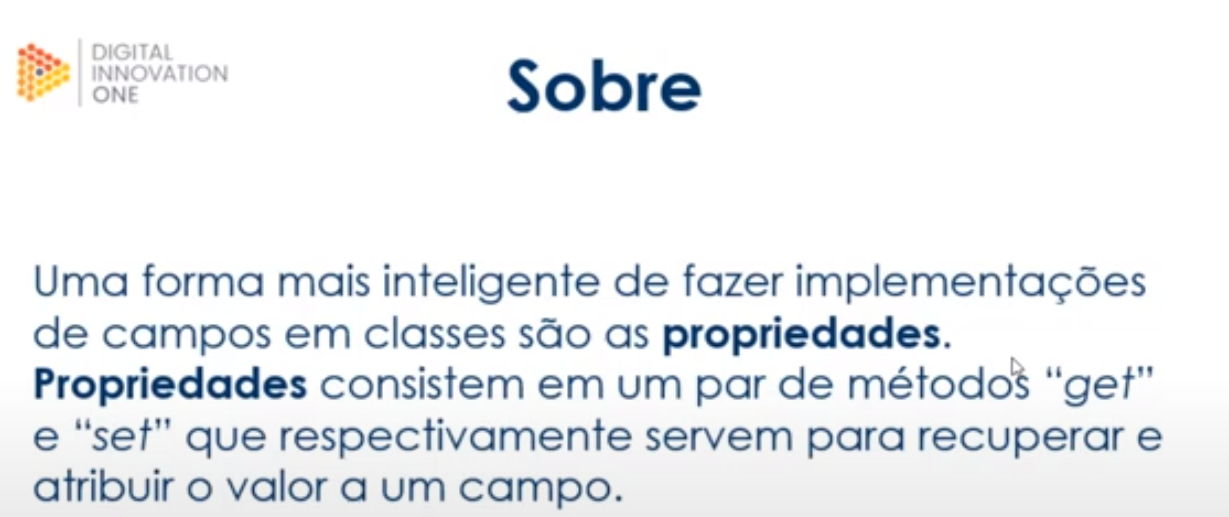 DIGITAL
INNOVATION
ONE
Sobre
Uma forma mais inteligente de fazer implementações
de campos em classes são as propriedades.
Propriedades consistem em um par de métodos “get”
e “set” que respectivamente servem para recuperar e
atribuir o valor a um campo.